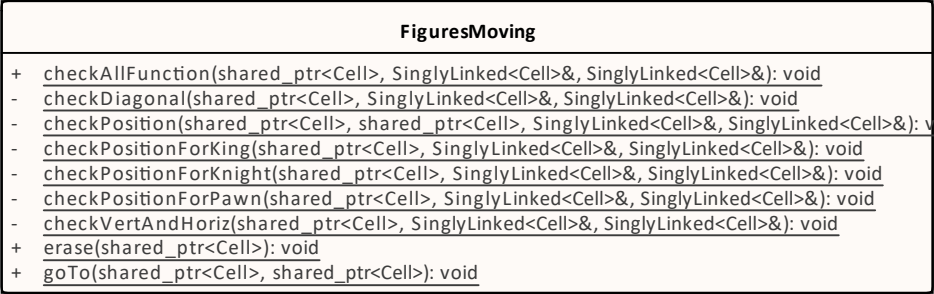 FiguresMoving
+ checkAllFunction(shared_ptr<Cell>, SinglyLinked<Cell>&, SinglyLinked<Cell>&): void
- checkDiagonal(shared_ptr<Cell>, SinglyLinked<Cell>&, SinglyLinked<Cell>&): void
- checkPosition(shared_ptr<Cell>, shared_ptr<Cell>, SinglyLinked<Cell>&, SinglyLinked<Cell>&): v
- checkPositionForKing(shared_ptr<Cell>, SinglyLinked<Cell>&, SinglyLinked<Cell>&): void
- checkPositionForKnight(shared_ptr<Cell>, SinglyLinked<Cell>&, SinglyLinked<Cell>&): void
- checkPositionForPawn(shared_ptr<Cell>, SinglyLinked<Cell>&, SinglyLinked<Cell>&): void
- checkVertAndHoriz(shared_ptr<Cell>, SinglyLinked<Cell>&, SinglyLinked<Cell>&): void
+ erase(shared_ptr<Cell>): void
+ goTo(shared_ptr<Cell>, shared_ptr<Cell>): void